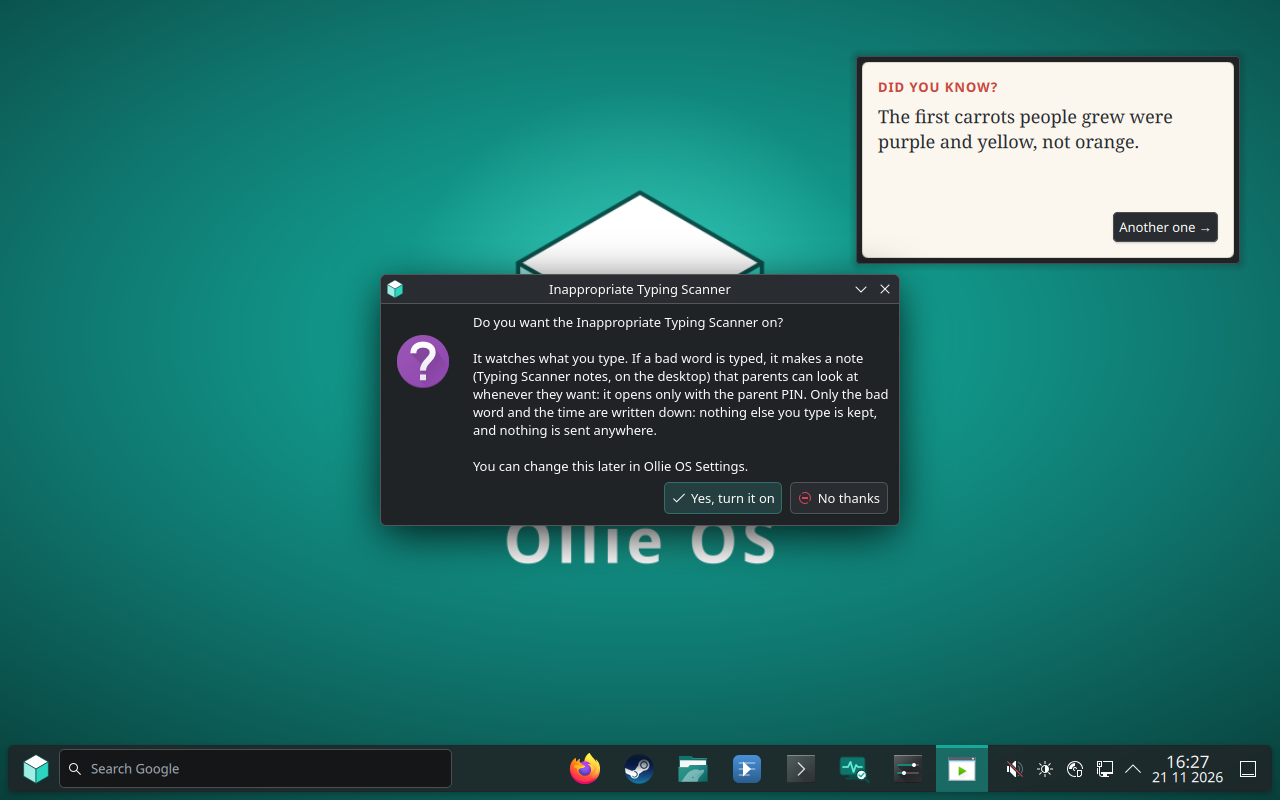 DID YOU KNOW?
The first carrots people grew were
purple and yellow, not orange.
Another one →
Inappropriate Typing Scanner
Do you want the Inappropriate Typing Scanner on?
It watches what you type. If a bad word is typed, it makes a note
(Typing Scanner notes, on the desktop) that parents can look at
whenever they want: it opens only with the parent PIN. Only the bad
word and the time are written down: nothing else you type is kept,
and nothing is sent anywhere.
You can change this later in Ollie OS Settings.
Yes, turn it on
No thanks
Ollie OS
Search Google
16:27
21 11 2026